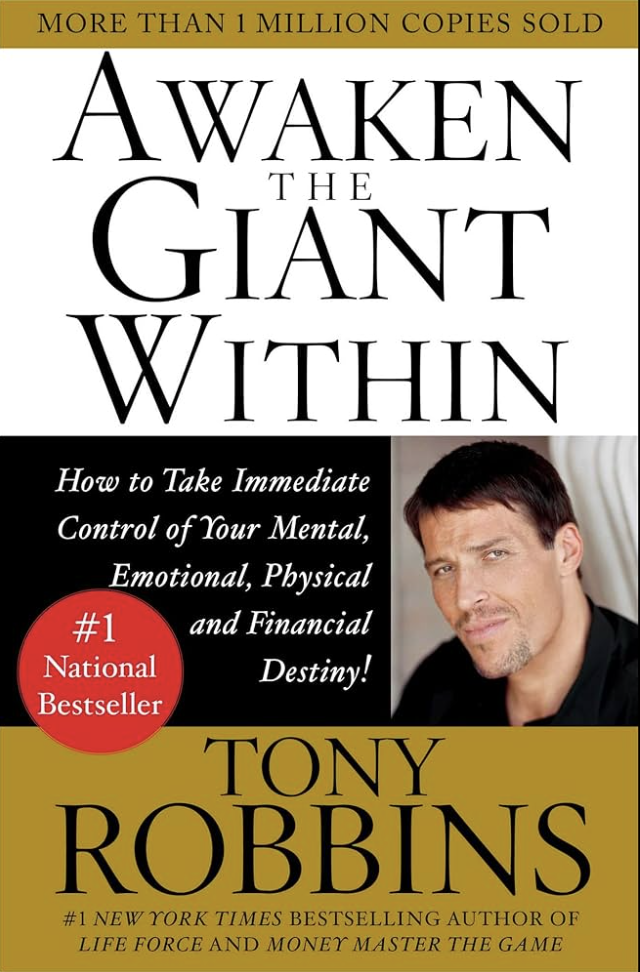 MORE THAN 1 MILLION COPIES SOLD
AWAKEN
THE
GIANT
WITHIN
How to Take Immediate
Control of Your Mental,
Emotional, Physical
and Financial
Destiny!
#1
National
Bestseller
TONY
ROBBINS
#1 NEW YORK TIMES BESTSELLING AUTHOR OF
LIFE FORCE AND MONEY MASTER THE GAME